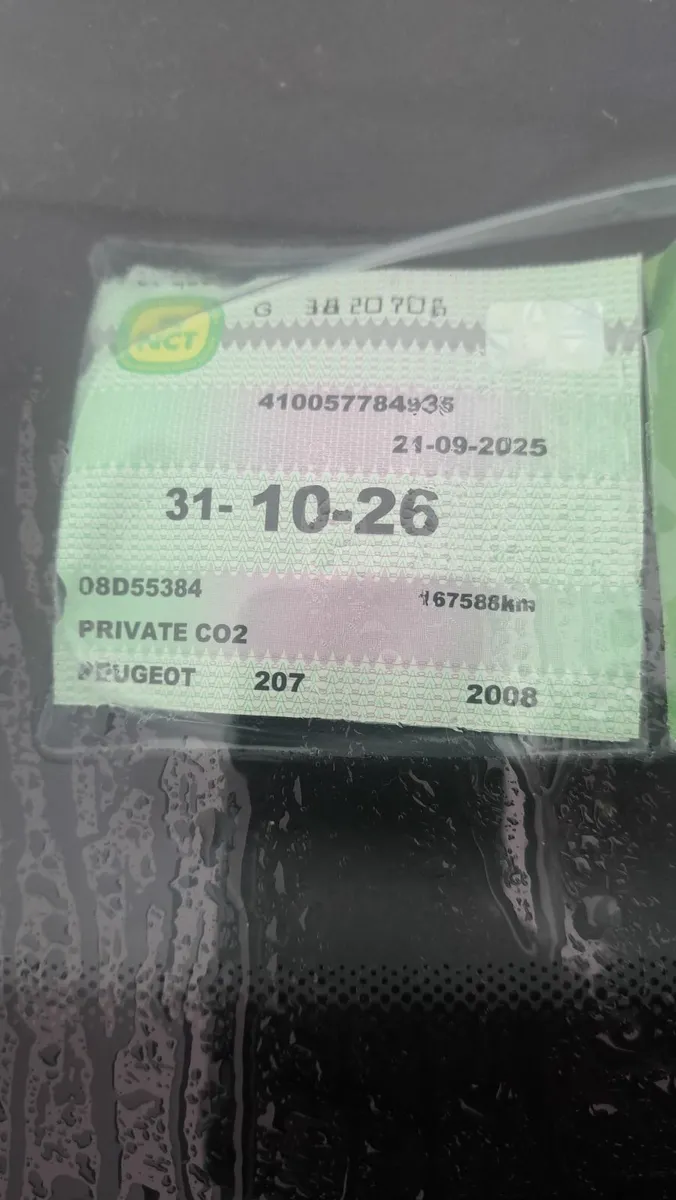 NCT
G 3820706
410057784935
21-09-2025
31- 10-26
08D55384
167588km
PRIVATE CO2
PEUGEOT 207 2008